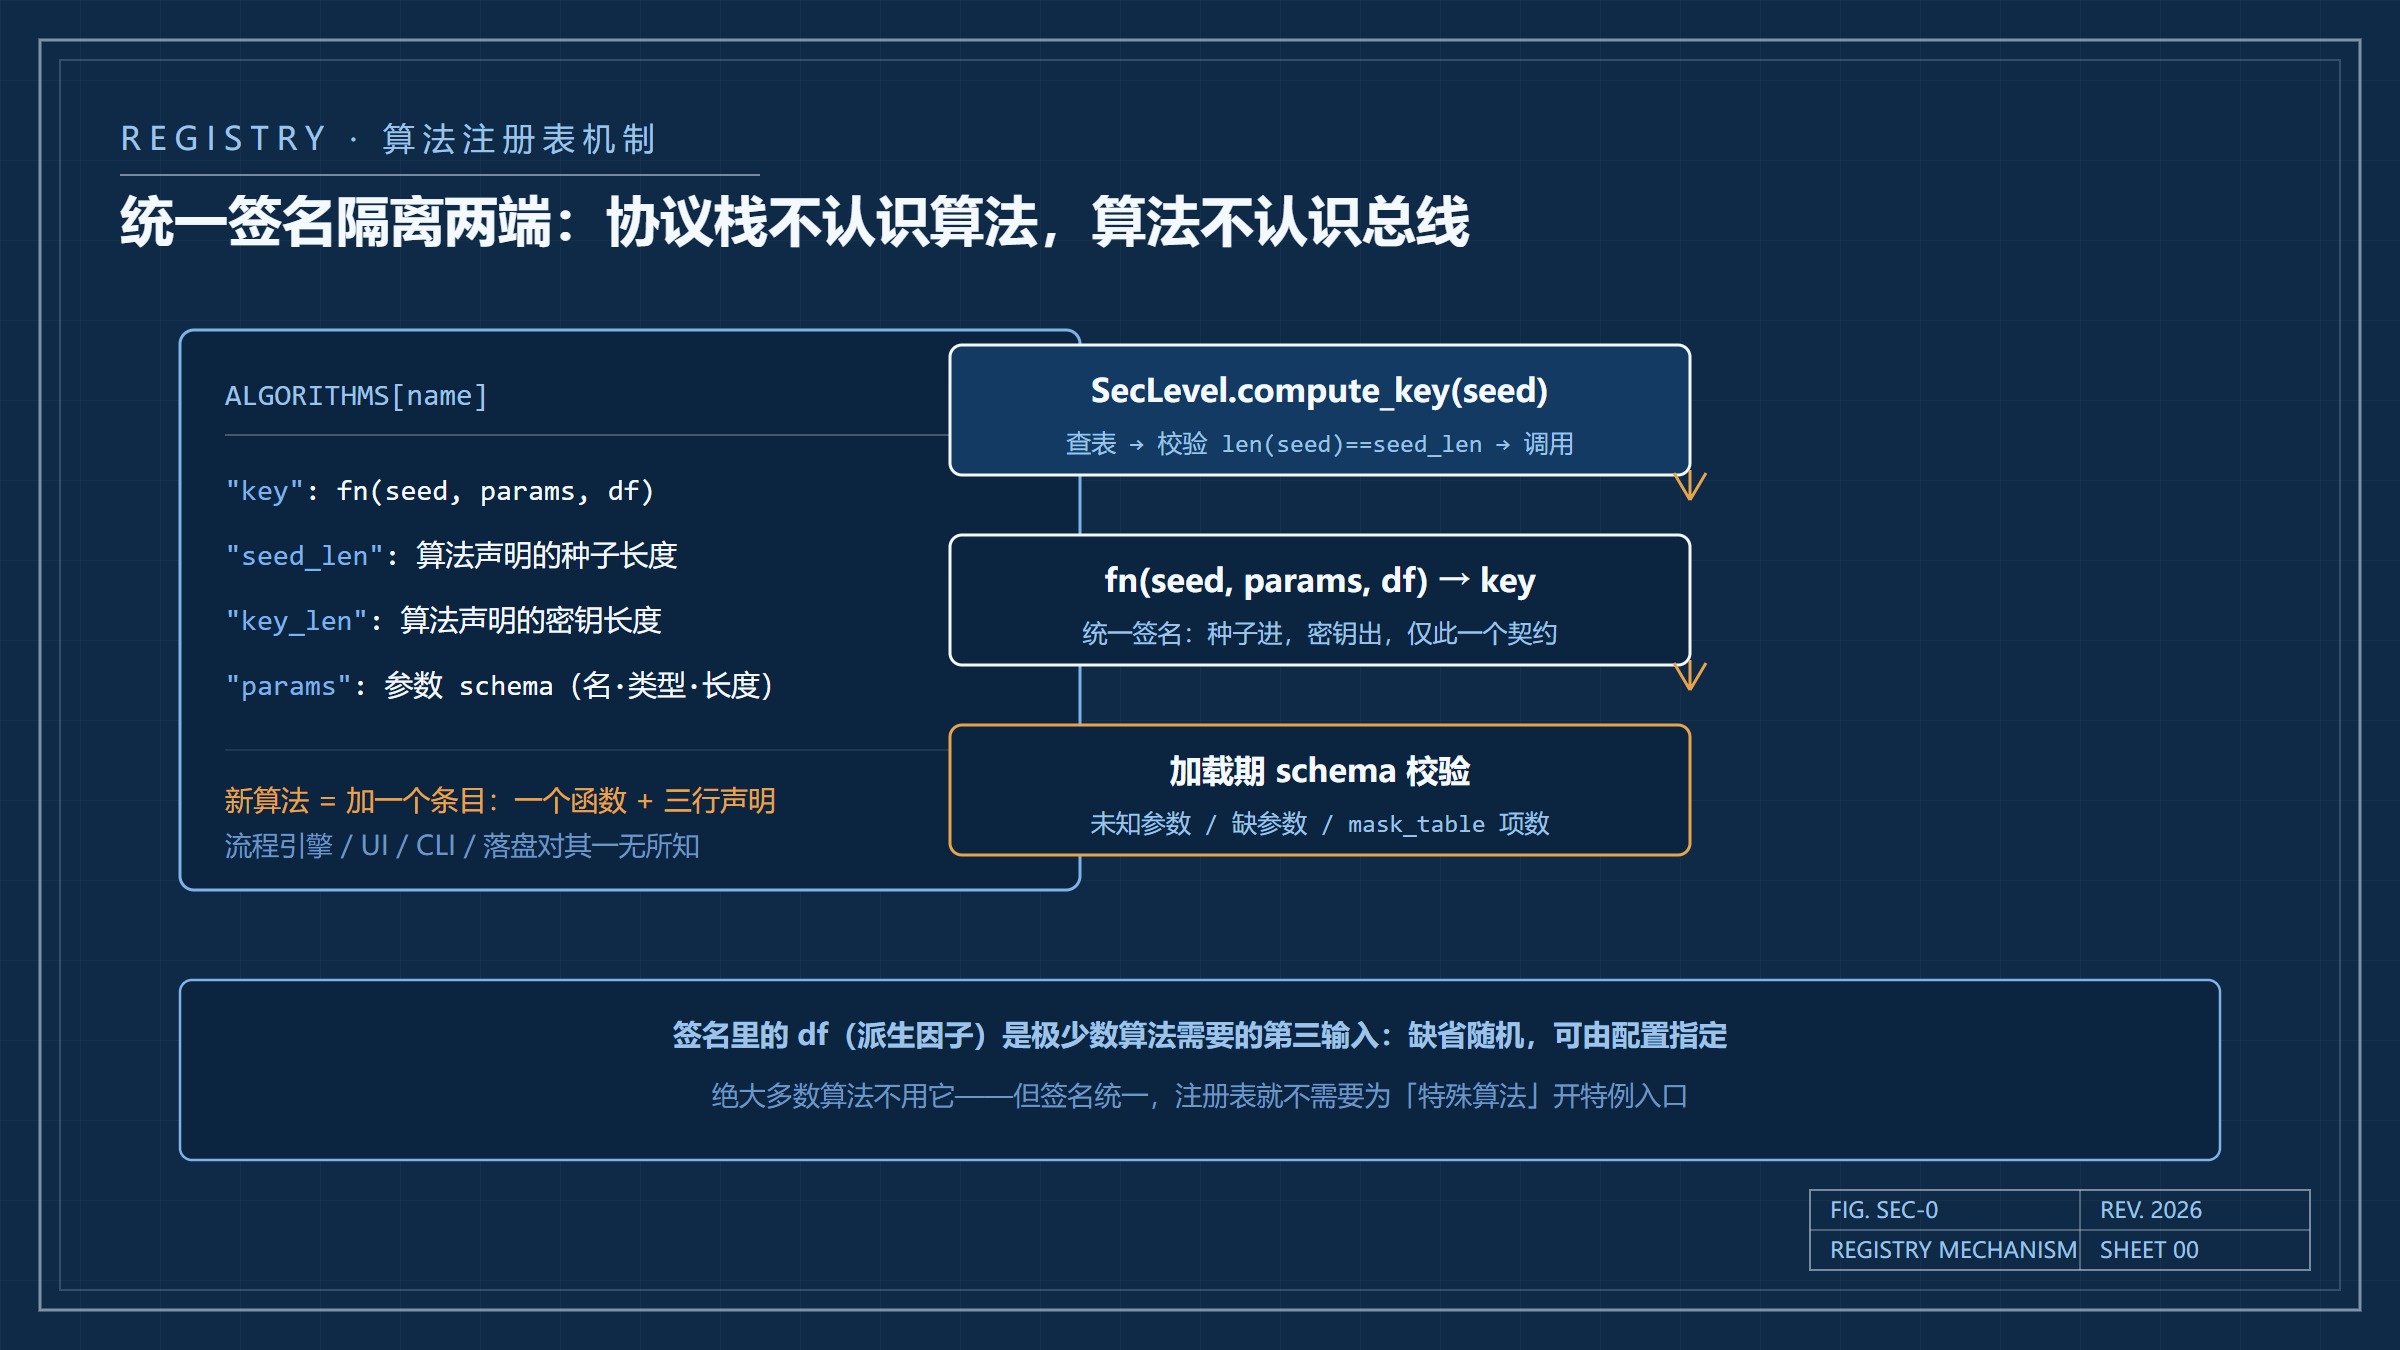 REGISTRY · 算法注册表机制
统一签名隔离两端：协议栈不认识算法，算法不认识总线
ALGORITHMS[name]
"key": fn(seed, params, df)
"seed_len": 算法声明的种子长度
"key_len": 算法声明的密钥长度
"params": 参数 schema（名·类型·长度）
新算法 = 加一个条目：一个函数 + 三行声明
流程引擎 / UI / CLI / 落盘对其一无所知
SecLevel.compute_key(seed)
查表 → 校验 len(seed)==seed_len → 调用
fn(seed, params, df) → key
统一签名：种子进，密钥出，仅此一个契约
加载期 schema 校验
未知参数 / 缺参数 / mask_table 项数
签名里的 df（派生因子）是极少数算法需要的第三输入：缺省随机，可由配置指定
绝大多数算法不用它——但签名统一，注册表就不需要为「特殊算法」开特例入口
FIG. SEC-0
REV. 2026
REGISTRY MECHANISM
SHEET 00